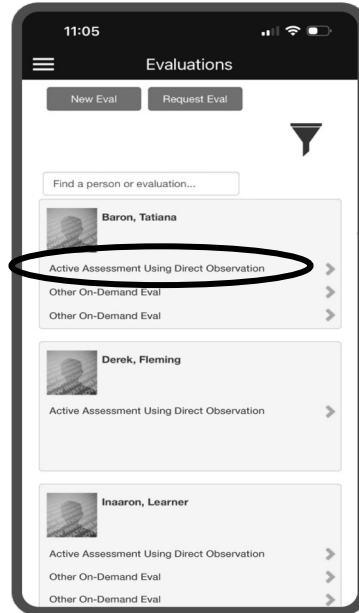 11:05
Evaluations
New Eval Request Eval
Find a person or evaluation...
Baron, Tatiana
Active Assessment Using Direct Observation
Other On-Demand Eval
Other On-Demand Eval
Derek, Fleming
Active Assessment Using Direct Observation
Inaaron, Learner
Active Assessment Using Direct Observation
Other On-Demand Eval
Other On-Demand Eval